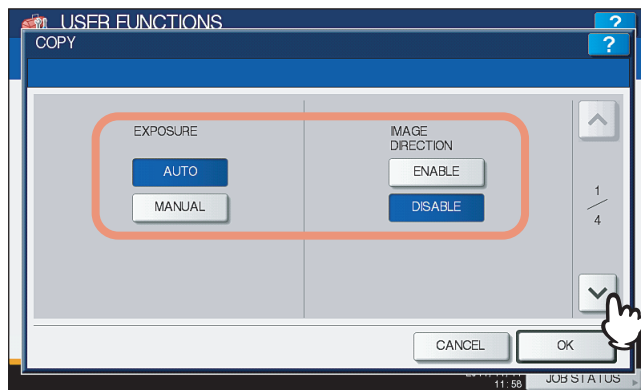 USER FUNCTIONS
?
COPY
?
EXPOSURE
IMAGE
DIRECTION
AUTO
ENABLE
MANUAL
DISABLE
1
4
CANCEL
OK
11:58
JOB STATUS